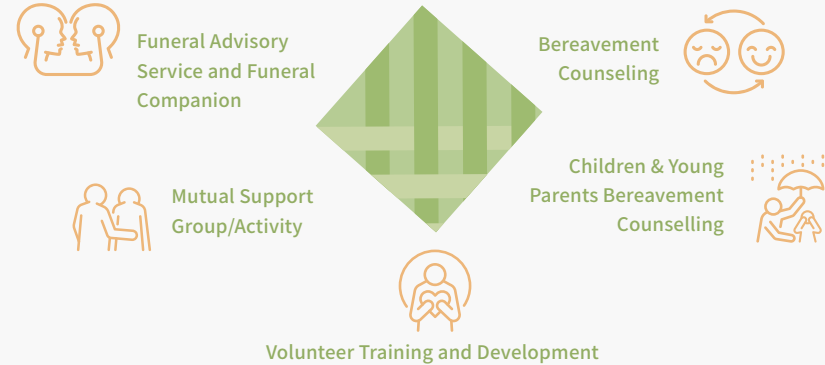 Funeral Advisory
Service and Funeral
Companion
Bereavement
Counseling
Mutual Support
Group/Activity
Children & Young
Parents Bereavement
Counselling
Volunteer Training and Development